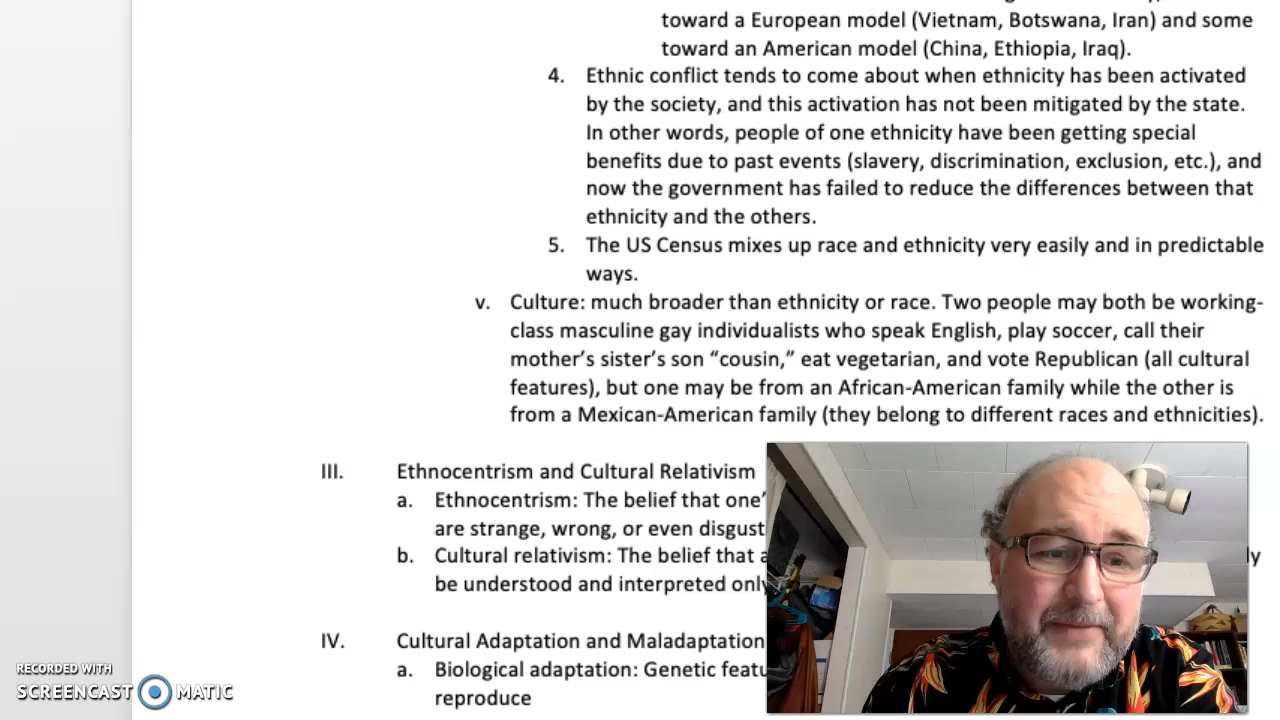 toward a European model (Vietnam, Botswana, Iran) and some
toward an American model (China, Ethiopia, Iraq).
4. Ethnic conflict tends to come about when ethnicity has been activated
by the society, and this activation has not been mitigated by the state.
In other words, people of one ethnicity have been getting special
benefits due to past events (slavery, discrimination, exclusion, etc.), and
now the government has failed to reduce the differences between that
ethnicity and the others.
5. The US Census mixes up race and ethnicity very easily and in predictable
ways.
v. Culture: much broader than ethnicity or race. Two people may both be working-
class masculine gay individualists who speak English, play soccer, call their
mother's sister's son “cousin,” eat vegetarian, and vote Republican (all cultural
features), but one may be from an African-American family while the other is
from a Mexican-American family (they belong to different races and ethnicities).
III. Ethnocentrism and Cultural Relativism
a. Ethnocentrism: The belief that one'
are strange, wrong, or even
b. Cultural relativism: The belief that
be understood and interpreted only
IV. Cultural Adaptation and Maladaptation
a. Biological adaptation: Genetic
reproduce
RECORDED WITH
SCREENCAST MATIC